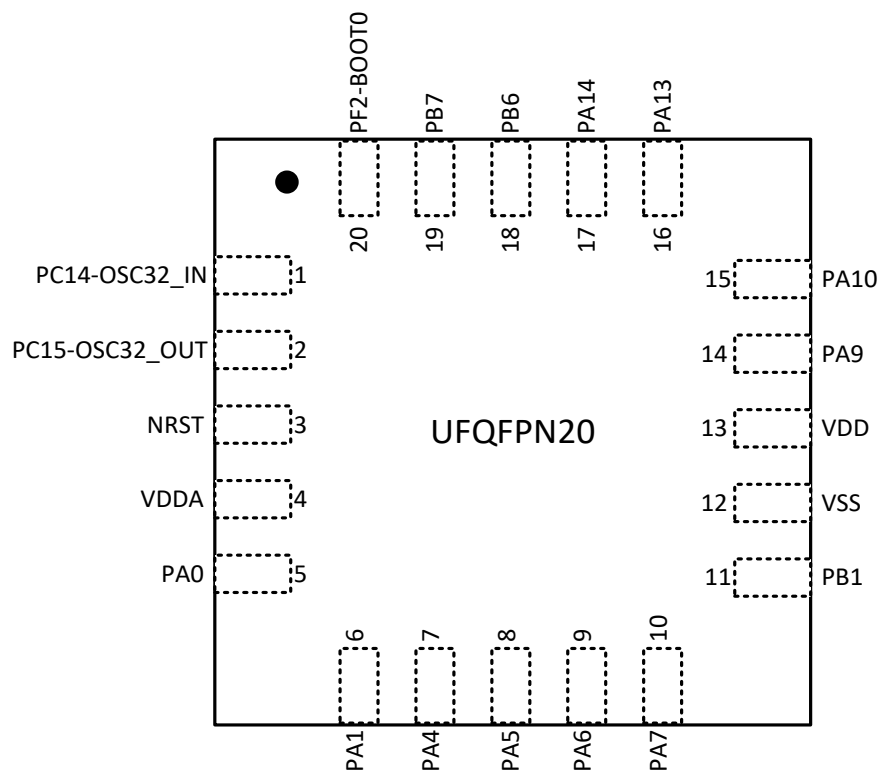 PF2-BOOT0
PB7
PB6
PA14
PA13
20
19
18
17
16
PC14-OSC32_IN 1
PC15-OSC32_OUT 2
NRST 3
VDDA 4
PA0 5
UFQFPN20
15 PA10
14 PA9
13 VDD
12 VSS
11 PB1
6
7
8
9
10
PA1
PA4
PA5
PA6
PA7